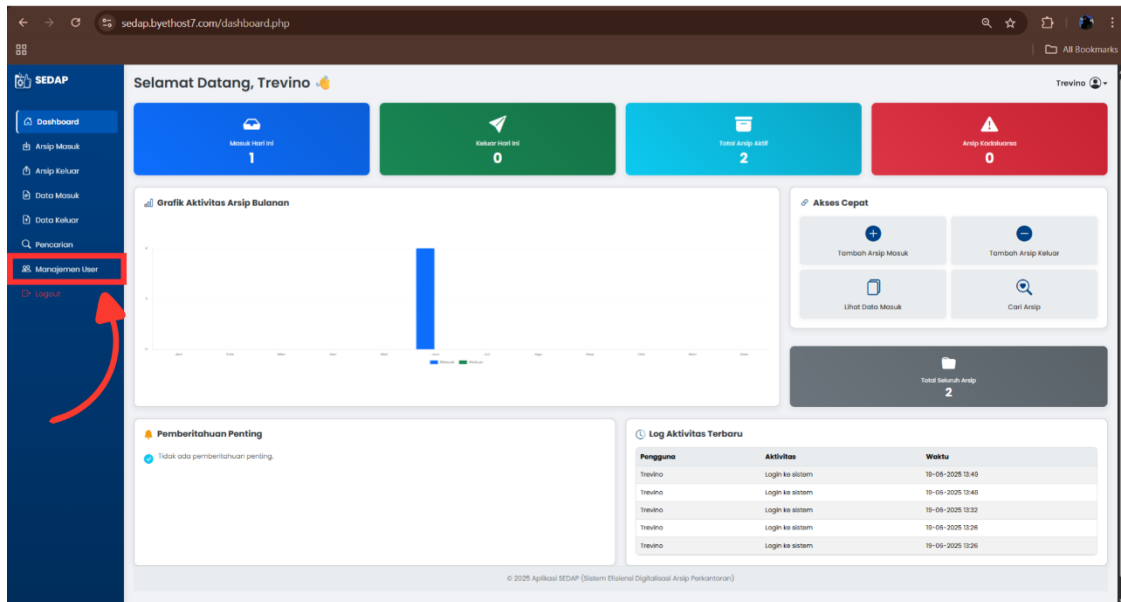 sedap.byethost7.com/dashboard.php
All Bookmarks
SEDAP
Dashboard
Arsip Masuk
Arsip Keluar
Data Masuk
Data Keluar
Pencarian
Manajemen User
Logout
Selamat Datang, Trevino
Trevino
Masuk Hari Ini
1
Keluar Hari Ini
0
Total Arsip Aktif
2
Arsip Kadaluarsa
0
Grafik Aktivitas Arsip Bulanan
Akses Cepat
Tambah Arsip Masuk
Tambah Arsip Keluar
Lihat Data Masuk
Cari Arsip
Total Seluruh Arsip
2
Pemberitahuan Penting
Tidak ada pemberitahuan penting.
Log Aktivitas Terbaru
Pengguna Aktivitas Waktu
Trevino Login ke sistem 19-06-2025 13:49
Trevino Login ke sistem 19-06-2025 13:48
Trevino Login ke sistem 19-06-2025 13:32
Trevino Login ke sistem 19-06-2025 13:26
Trevino Login ke sistem 19-06-2025 13:26
© 2025 Aplikasi SEDAP (Sistem Efisiensi Digitalisasi Arsip Perkantoran)